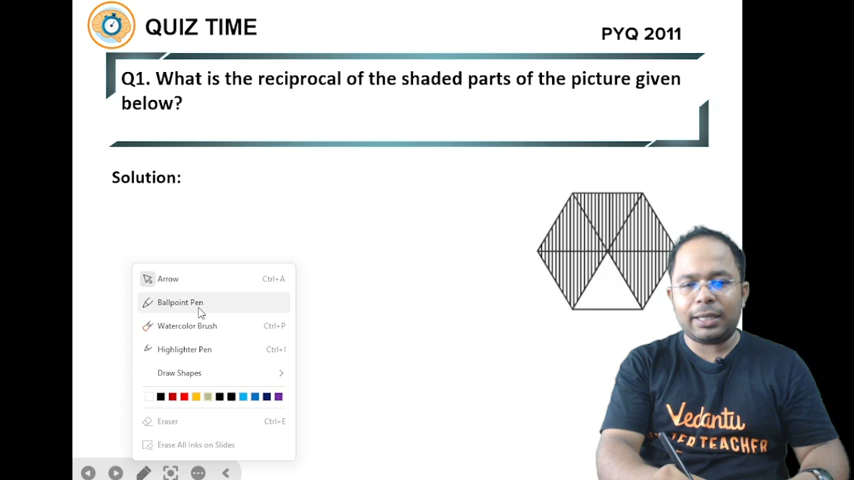 QUIZ TIME
PYQ 2011
Q1. What is the reciprocal of the shaded parts of the picture given
below?
Solution:
Arrow Ctrl+A
Ballpoint Pen
Watercolor Brush Ctrl+P
Highlighter Pen Ctrl+I
Draw Shapes
Eraser Ctrl+E
Erase All Inks on Slides
Vedantu
TEACHER